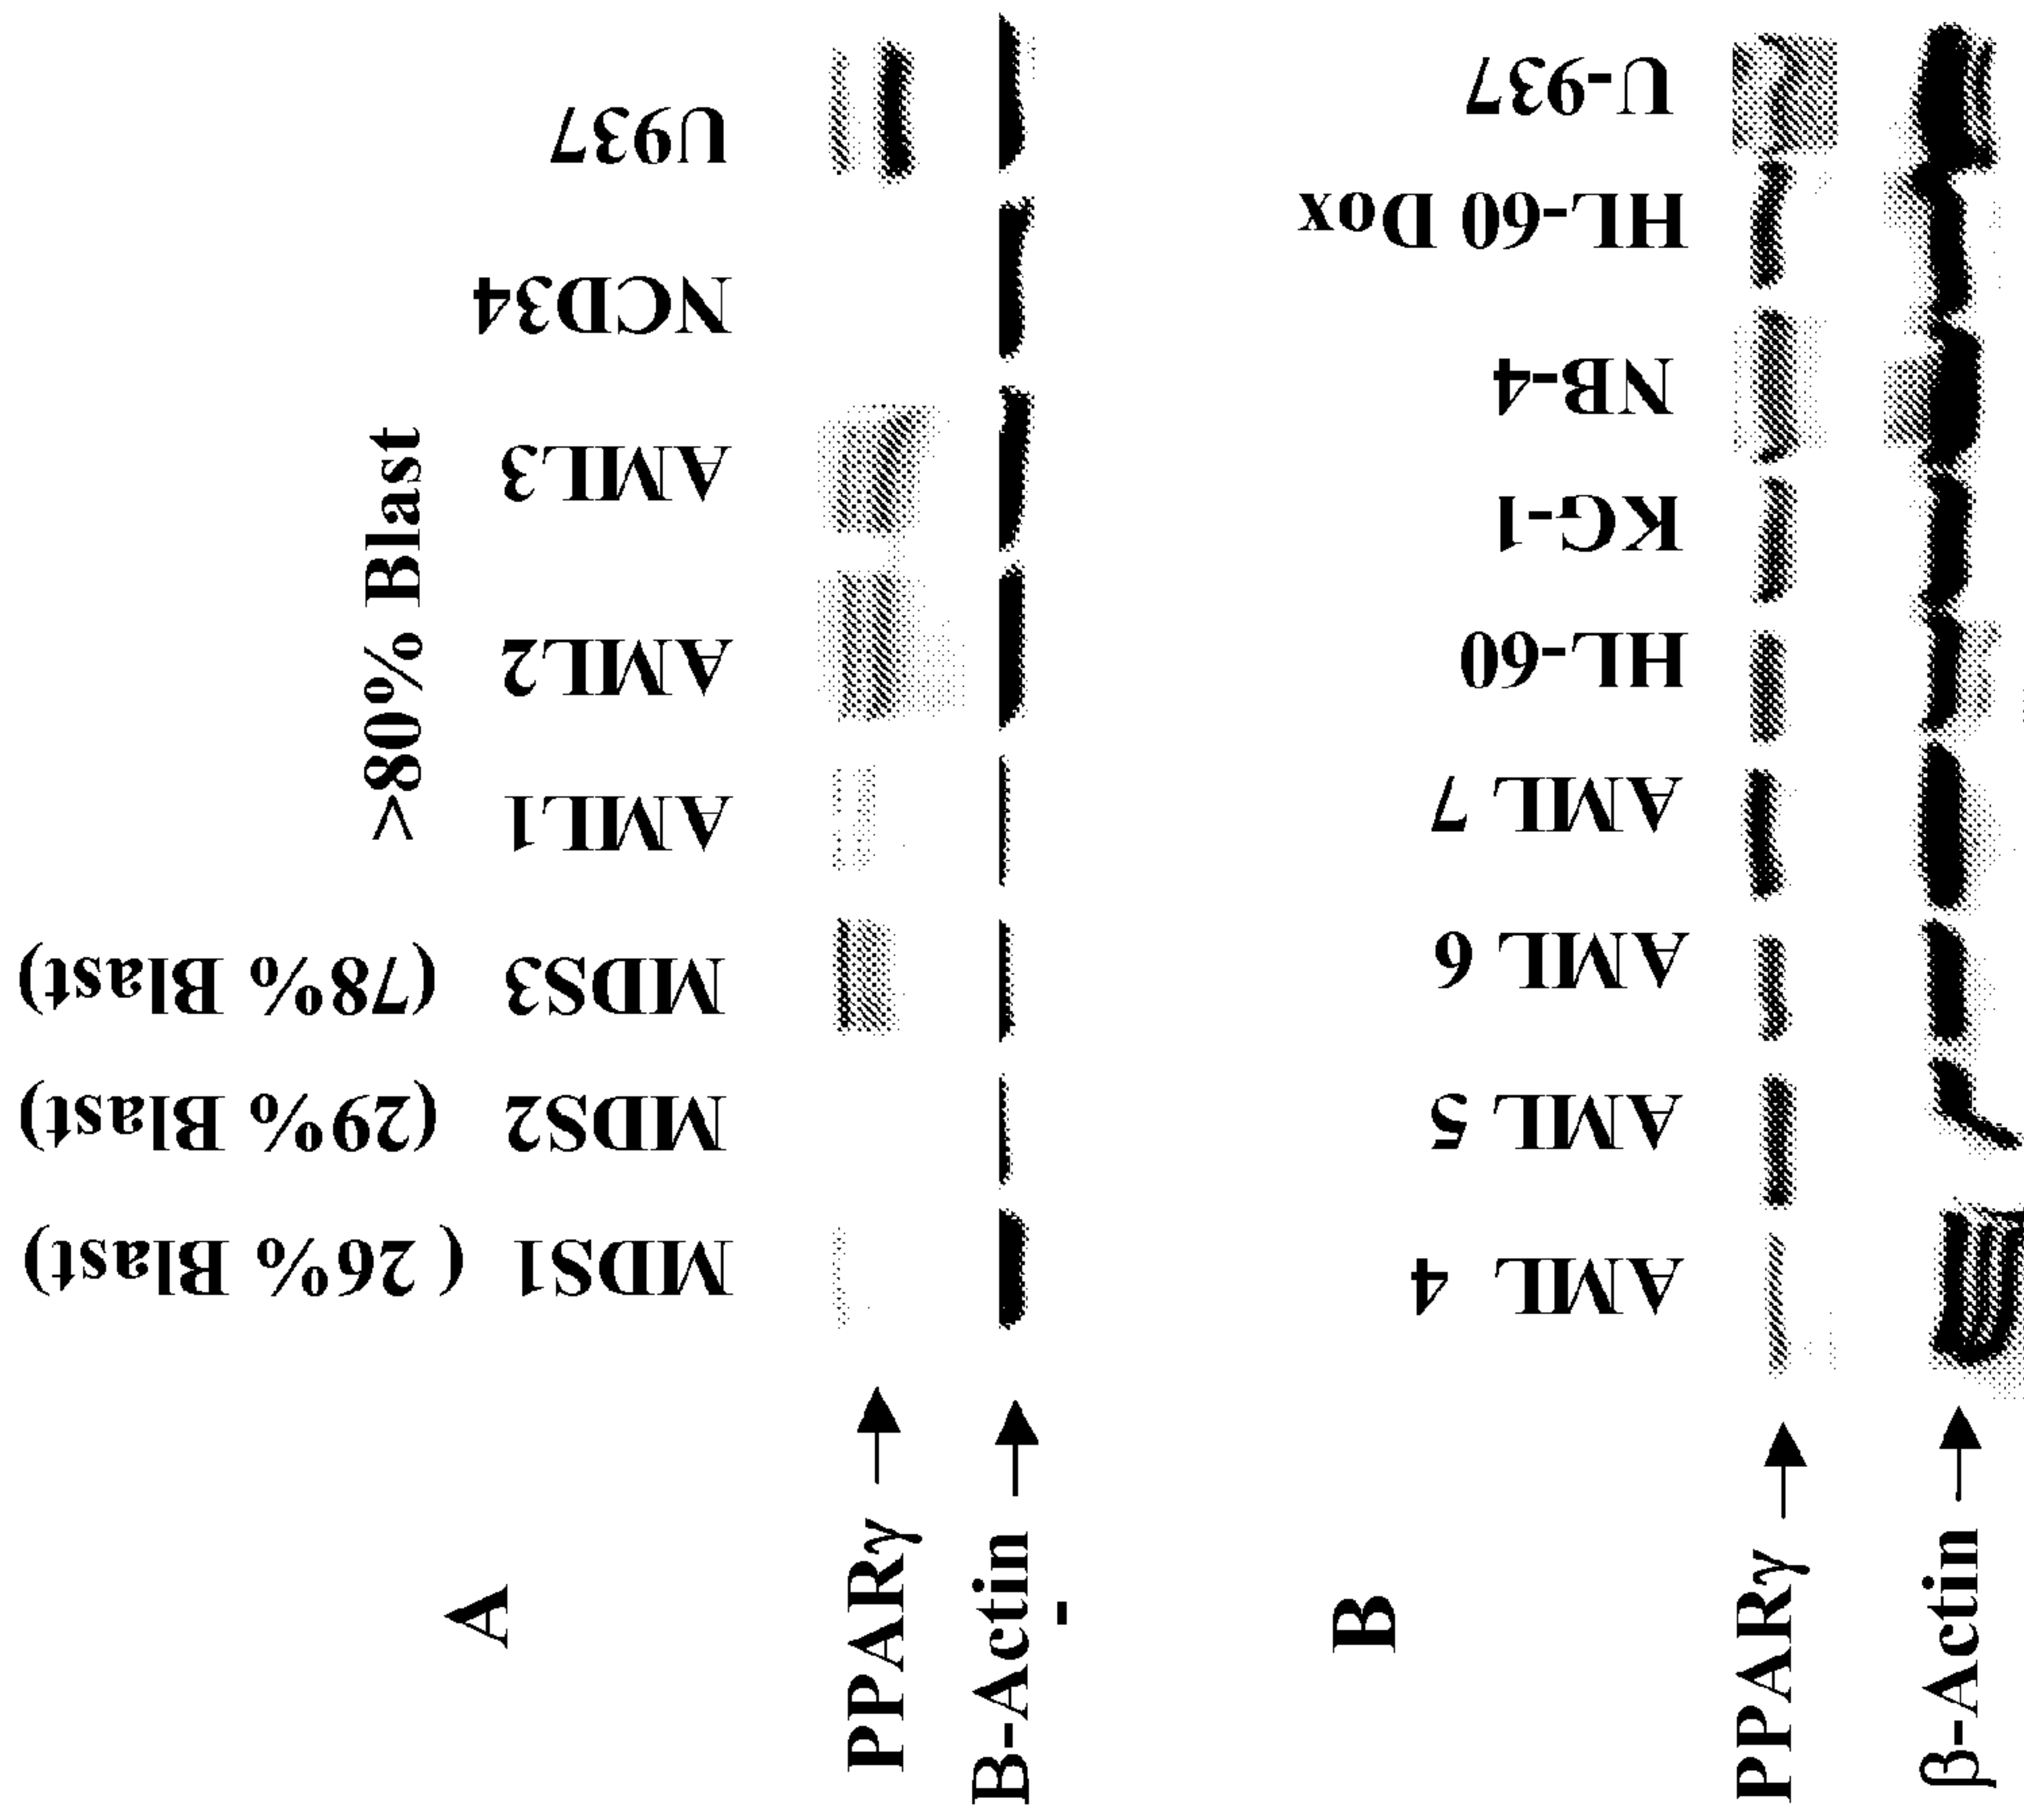 A
>80% Blast
MDS1 ( 26% Blast)
MDS2 (29% Blast)
MDS3 (78% Blast)
AML1
AML2
AML3
NCD34
U937
PPARγ
B-Actin
B
AML 4
AML 5
AML 6
AML 7
HL-60
KG-1
NB-4
HL-60 Dox
U-937
PPARγ
β-Actin